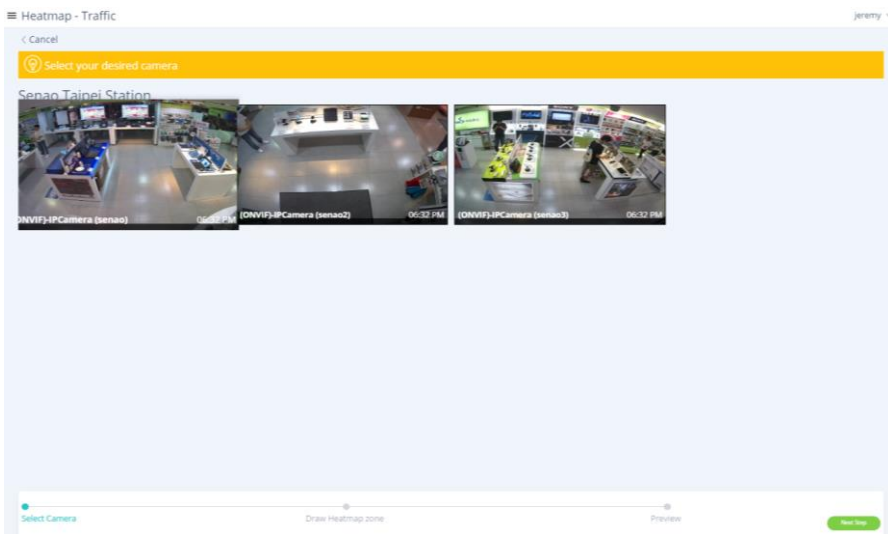 Heatmap - Traffic
jeremy
< Cancel
Select your desired camera
Senao Taipei Station
(ONVIF)-IPCamera (senao) 06:32 PM
(ONVIF)-IPCamera (senao2) 06:32 PM
(ONVIF)-IPCamera (senao3) 06:32 PM
Select Camera
Draw Heatmap zone
Preview
Next Step